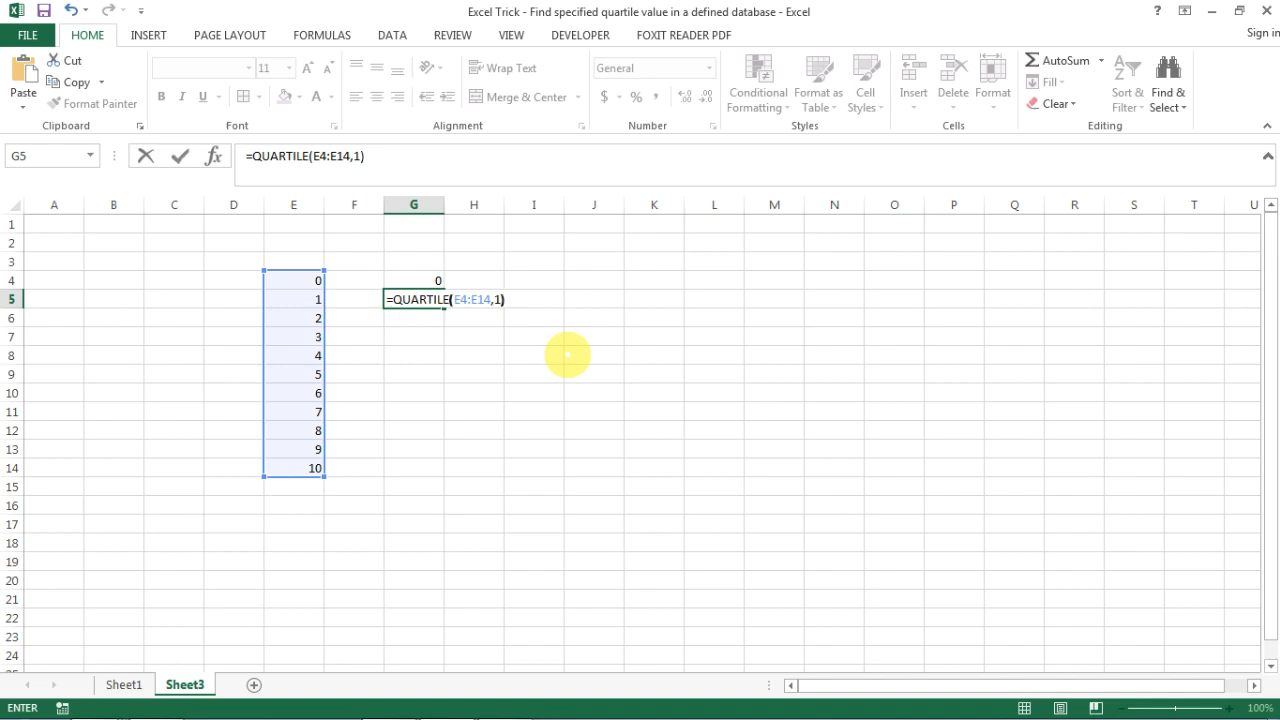 Excel Trick - Find specified quartile value in a defined database - Excel
?
Sign in
FILE HOME INSERT PAGE LAYOUT FORMULAS DATA REVIEW VIEW DEVELOPER FOXIT READER PDF
Paste
Cut
Copy
Format Painter
Clipboard
11
B I U
Font
Wrap Text
Merge & Center
Alignment
General
$ % ,
Number
Conditional Formatting
Format as Table
Cell Styles
Styles
Insert
Delete
Format
Cells
AutoSum
Fill
Clear
Sort & Filter
Find & Select
Editing
G5
fx
=QUARTILE(E4:E14,1)
A B C D E F G H I J K L M N O P Q R S T U
1
2
3
4 0 0
5 1 =QUARTILE(E4:E14,1)
6 2
7 3
8 4
9 5
10 6
11 7
12 8
13 9
14 10
15
16
17
18
19
20
21
22
23
24
Sheet1 Sheet3
ENTER
100%